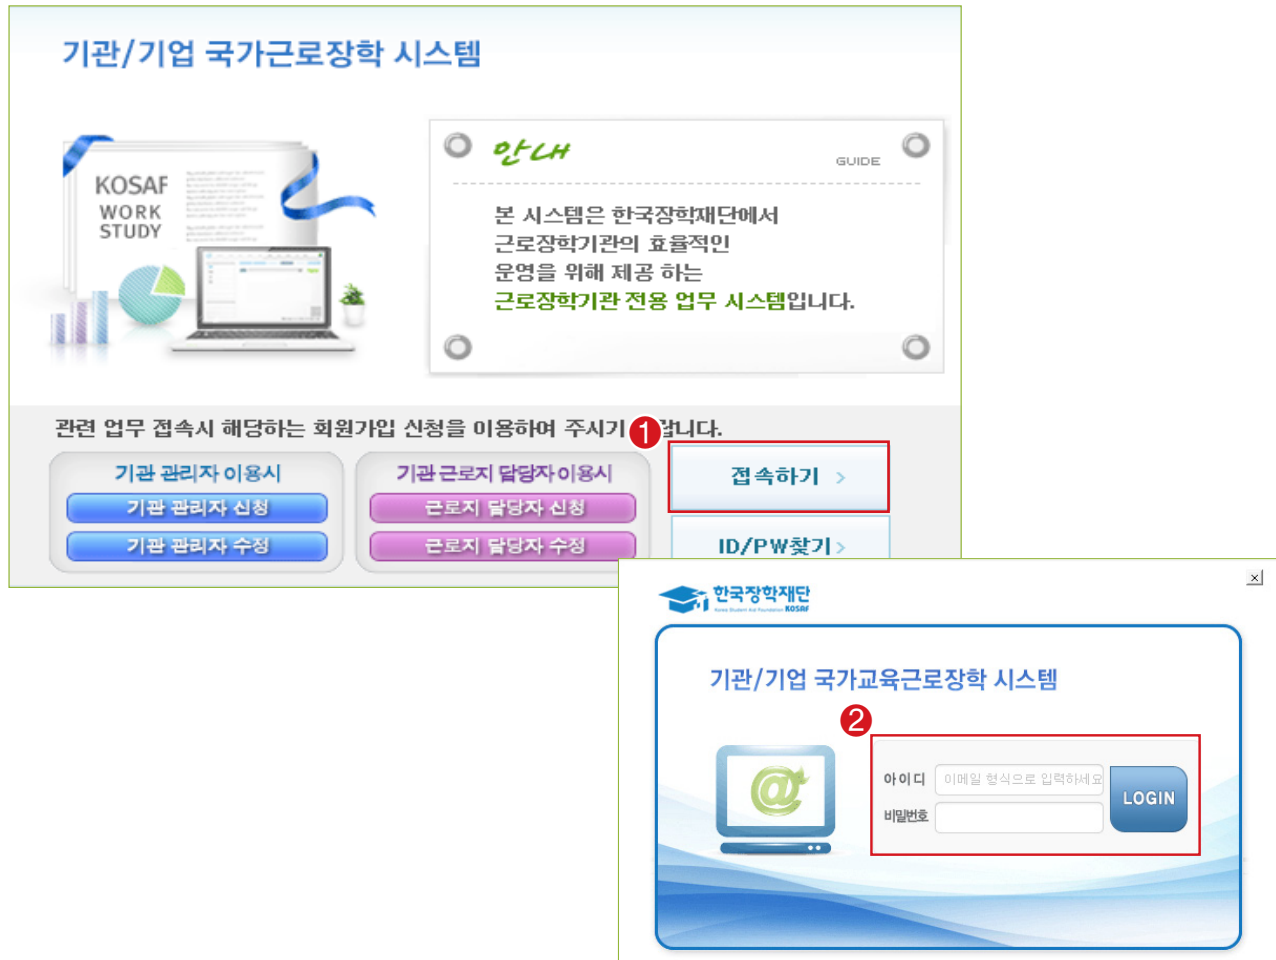 기관/기업 국가근로장학 시스템
KOSAF
WORK
STUDY
안내
GUIDE
본 시스템은 한국장학재단에서
근로장학기관의 효율적인
운영을 위해 제공 하는
근로장학기관 전용 업무 시스템입니다.
관련 업무 접속시 해당하는 회원가입 신청을 이용하여 주시기 랍니다.
1
기관 관리자 이용시
기관 관리자 신청
기관 관리자 수정
기관 근로지 담당자 이용시
근로지 담당자 신청
근로지 담당자 수정
접속하기 >
ID/PW찾기 >
한국장학재단
Korea Student Aid Foundation KOSAF
기관/기업 국가교육근로장학 시스템
2
아이디 이메일 형식으로 입력하세요
비밀번호
LOGIN